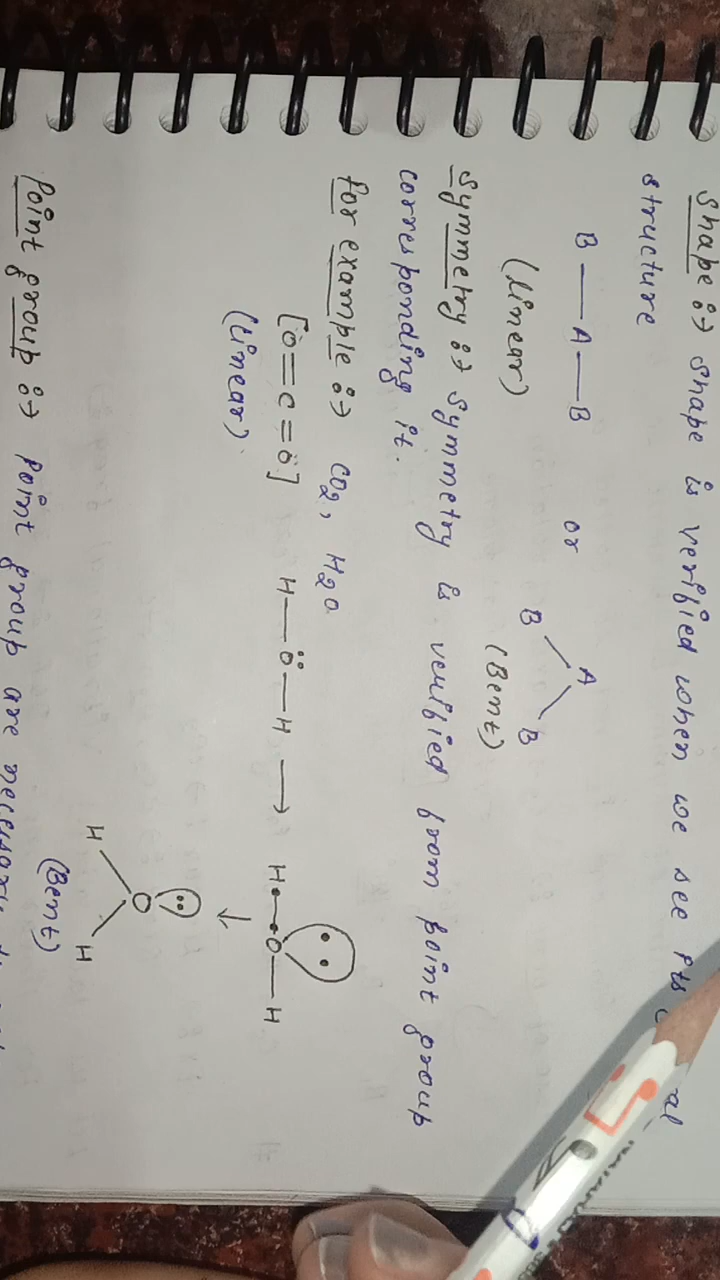 Shape :→ Shape is verified when we see its
structure
B — A — B or B A B
(Linear) (Bent)
Symmetry :→ Symmetry is verified from point group
corresponding it.
for example :→ CO2, H2O
[Ö=C=Ö] H—Ö—H → H—O—H
(Linear)
↓
O
H H
(Bent)
Point group :→ Point group are